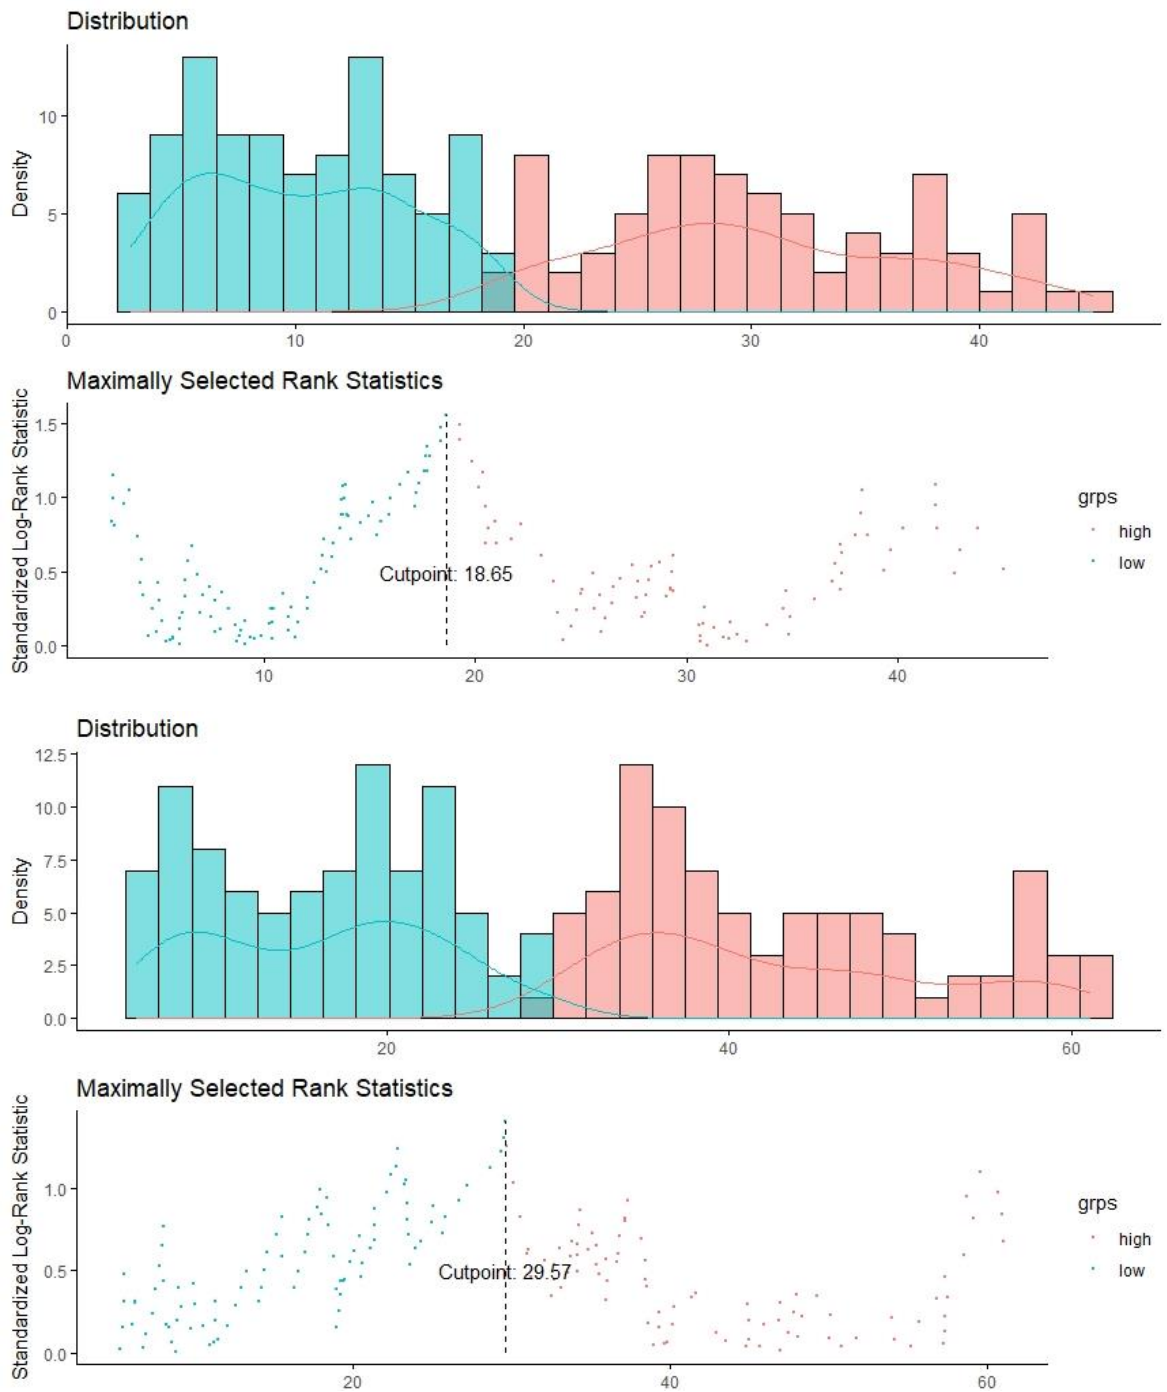 Distribution
Density
10
5
0
0 10 20 30 40
Maximally Selected Rank Statistics
Standardized Log-Rank Statistic
1.5
1.0
0.5
0.0
Cutpoint: 18.65
10 20 30 40
grps
high
low
Distribution
Density
12.5
10.0
7.5
5.0
2.5
0.0
20 40 60
Maximally Selected Rank Statistics
Standardized Log-Rank Statistic
1.0
0.5
0.0
Cutpoint: 29.57
20 40 60
grps
high
low